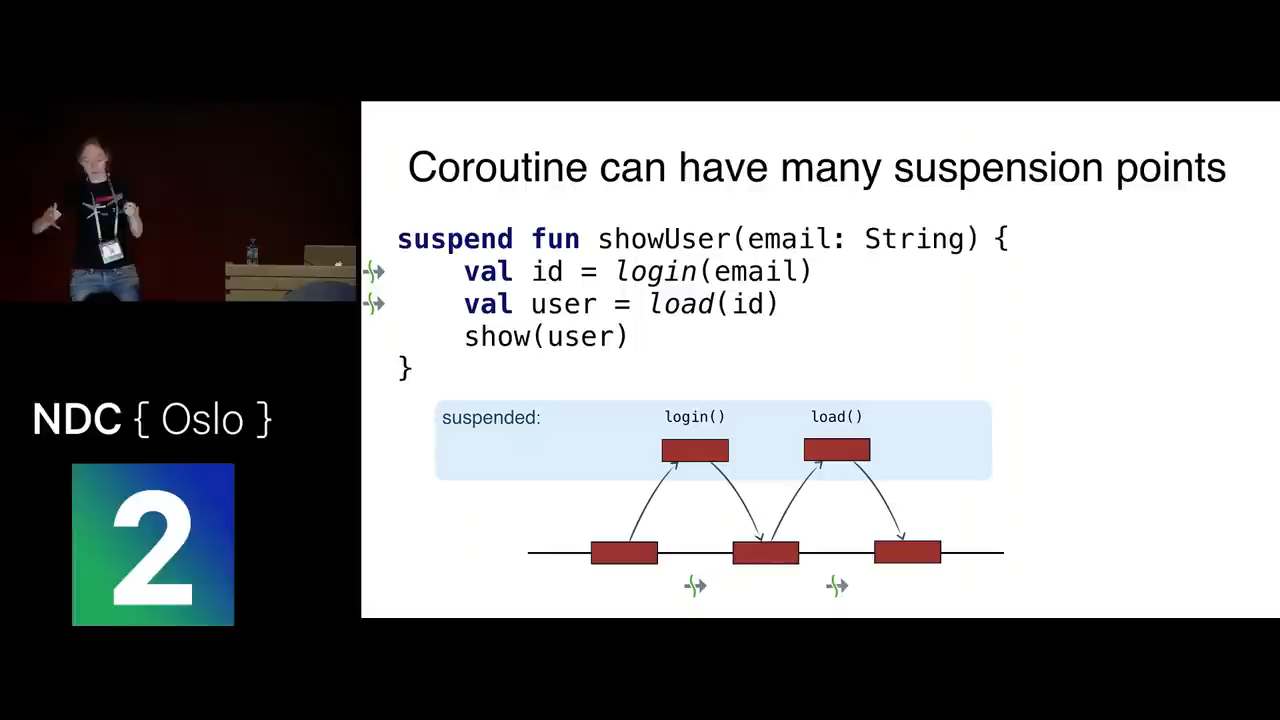 Coroutine can have many suspension points
suspend fun showUser(email: String) {
val id = login(email)
val user = load(id)
show(user)
}
suspended:
login()
load()
NDC { Oslo }
2